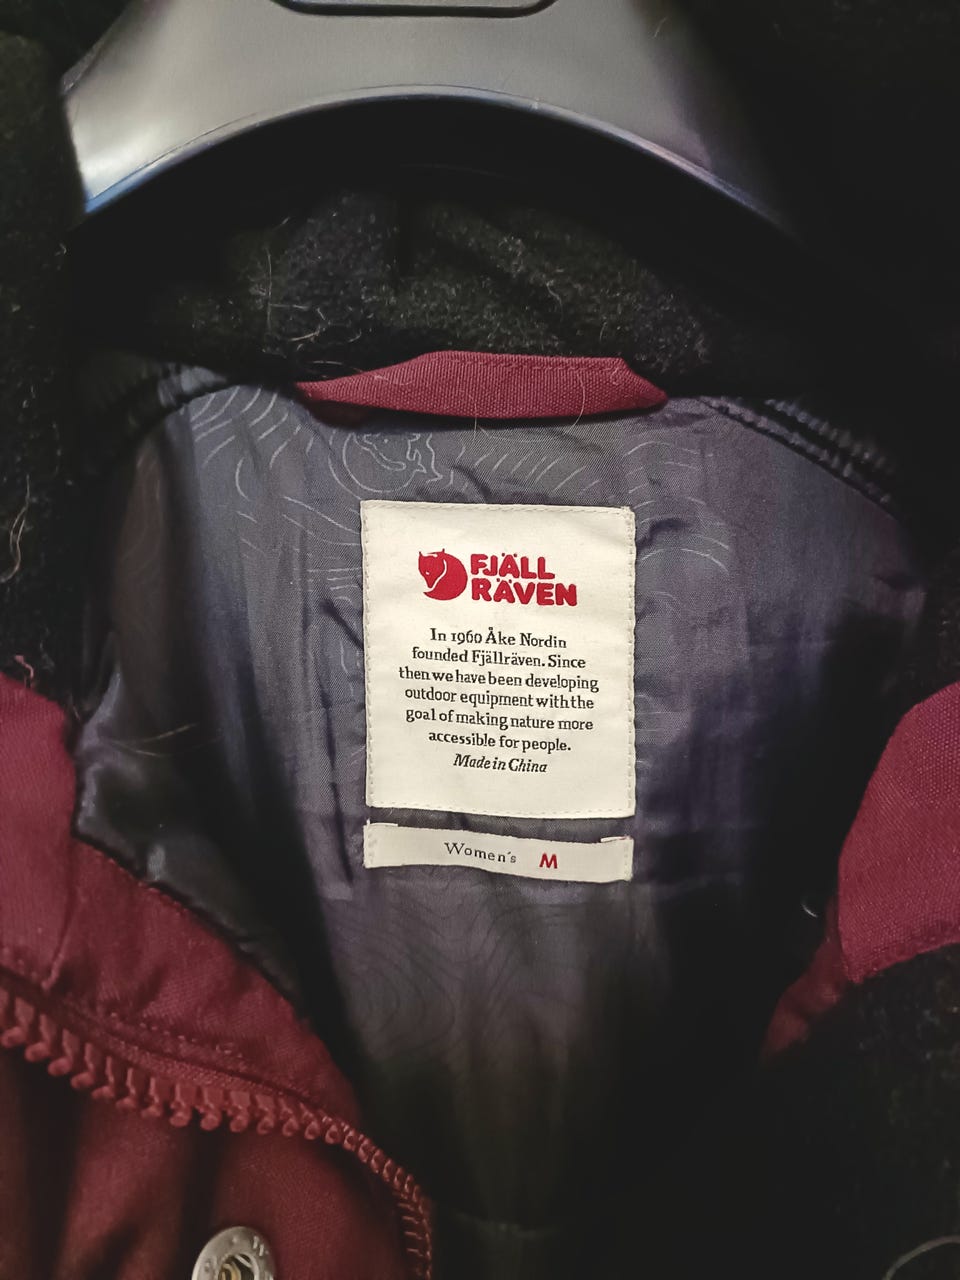 FJÄLL
RÄVEN
In 1960 Åke Nordin
founded Fjällräven. Since
then we have been developing
outdoor equipment with the
goal of making nature more
accessible for people.
Made in China
Women's M